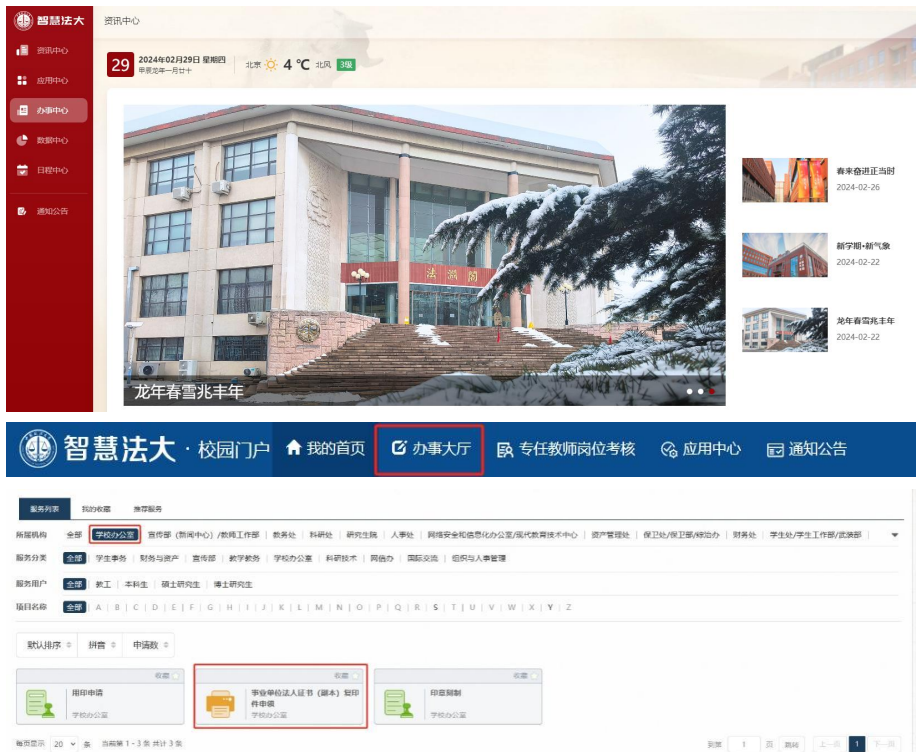 智慧法大
资讯中心
资讯中心
应用中心
办事中心
数据中心
日程中心
通知公告
29
2024年02月29日 星期四
甲辰龙年一月廿十
北京 4 ℃ 北风 3级
法渊阁
龙年春雪兆丰年
春来奋进正当时
2024-02-26
新学期·新气象
2024-02-22
龙年春雪兆丰年
2024-02-22
智慧法大·校园门户 我的首页 办事大厅 专任教师岗位考核 应用中心 通知公告
服务列表 我的收藏 推荐服务
所属机构 全部 学校办公室 宣传部 (新闻中心) /教师工作部 教务处 科研处 研究生院 人事处 网络安全和信息化办公室/现代教育技术中心 资产管理处 保卫处/保卫部/综治办 财务处 学生处/学生工作部/武装部
服务分类 全部 学生事务 财务与资产 宣传部 教学教务 学校办公室 科研技术 网信办 国际交流 组织与人事管理
服务用户 全部 教工 本科生 硕士研究生 博士研究生
项目名称 全部 A B C D E F G H I J K L M N O P Q R S T U V W X Y Z
默认排序 拼音 申请数
收藏
用印申请
学校办公室
收藏
事业单位法人证书 (副本) 复印
件申领
学校办公室
收藏
印章刻制
学校办公室
每页显示 20 条 当前第 1 - 3 条 共计 3 条
到第 1 页 跳转 上一页 1 下一页